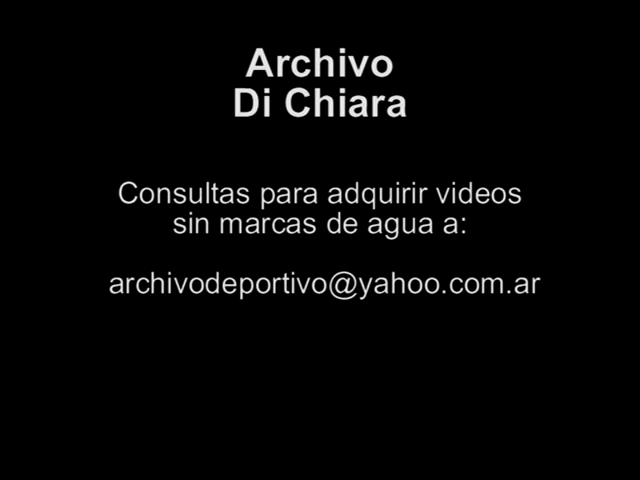 Archivo
Di Chiara
Consultas para adquirir videos
sin marcas de agua a:
archivodeportivo@yahoo.com.ar